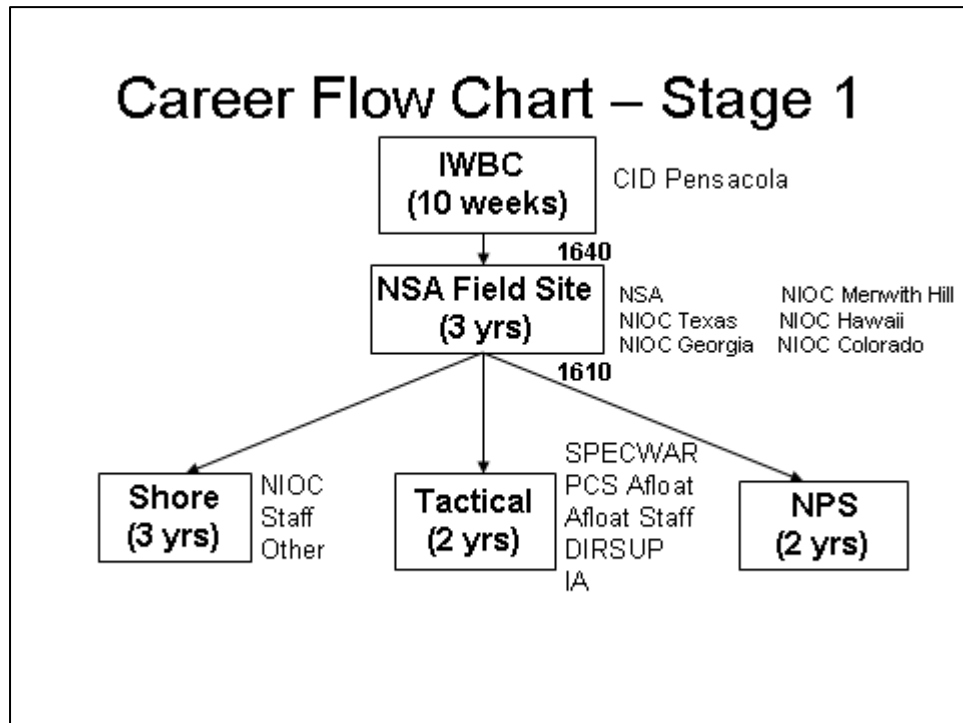 Career Flow Chart – Stage 1
IWBC
(10 weeks)
CID Pensacola
1640
NSA Field Site
(3 yrs)
NSA NIOC Menwith Hill
NIOC Texas NIOC Hawaii
NIOC Georgia NIOC Colorado
1610
Shore
(3 yrs)
NIOC
Staff
Other
Tactical
(2 yrs)
SPECWAR
PCS Afloat
Afloat Staff
DIRSUP
IA
NPS
(2 yrs)